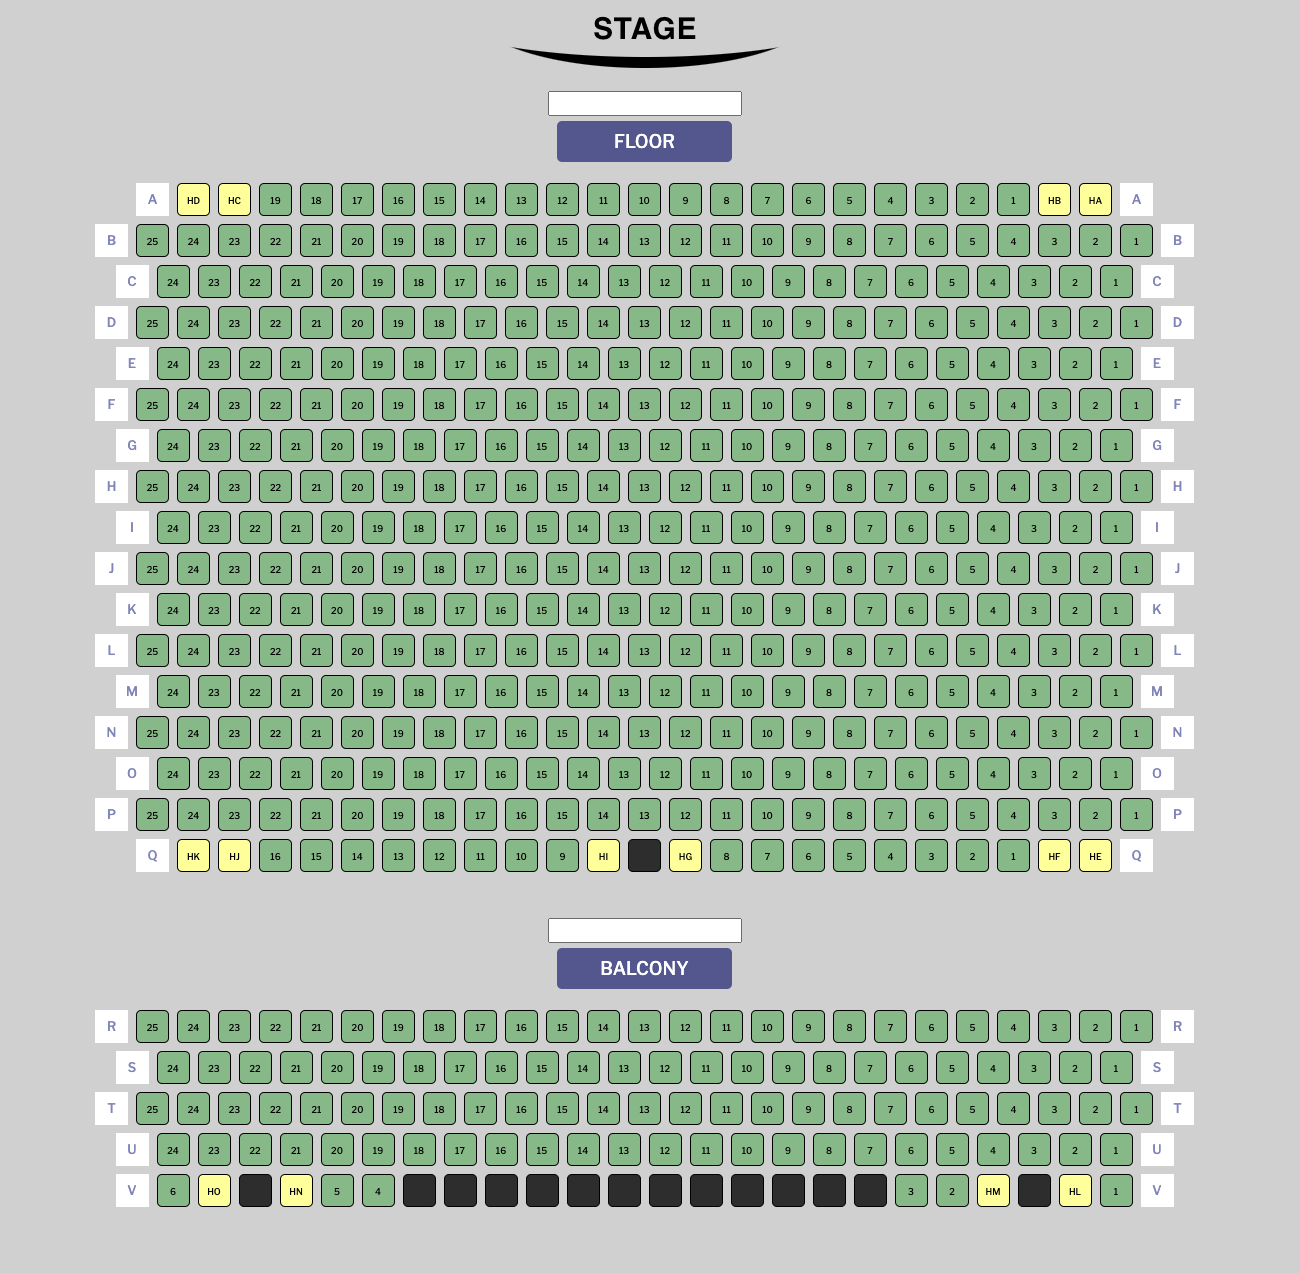 STAGE
FLOOR
A HD HC 19 18 17 16 15 14 13 12 11 10 9 8 7 6 5 4 3 2 1 HB HA A
B 25 24 23 22 21 20 19 18 17 16 15 14 13 12 11 10 9 8 7 6 5 4 3 2 1 B
C 24 23 22 21 20 19 18 17 16 15 14 13 12 11 10 9 8 7 6 5 4 3 2 1 C
D 25 24 23 22 21 20 19 18 17 16 15 14 13 12 11 10 9 8 7 6 5 4 3 2 1 D
E 24 23 22 21 20 19 18 17 16 15 14 13 12 11 10 9 8 7 6 5 4 3 2 1 E
F 25 24 23 22 21 20 19 18 17 16 15 14 13 12 11 10 9 8 7 6 5 4 3 2 1 F
G 24 23 22 21 20 19 18 17 16 15 14 13 12 11 10 9 8 7 6 5 4 3 2 1 G
H 25 24 23 22 21 20 19 18 17 16 15 14 13 12 11 10 9 8 7 6 5 4 3 2 1 H
I 24 23 22 21 20 19 18 17 16 15 14 13 12 11 10 9 8 7 6 5 4 3 2 1 I
J 25 24 23 22 21 20 19 18 17 16 15 14 13 12 11 10 9 8 7 6 5 4 3 2 1 J
K 24 23 22 21 20 19 18 17 16 15 14 13 12 11 10 9 8 7 6 5 4 3 2 1 K
L 25 24 23 22 21 20 19 18 17 16 15 14 13 12 11 10 9 8 7 6 5 4 3 2 1 L
M 24 23 22 21 20 19 18 17 16 15 14 13 12 11 10 9 8 7 6 5 4 3 2 1 M
N 25 24 23 22 21 20 19 18 17 16 15 14 13 12 11 10 9 8 7 6 5 4 3 2 1 N
O 24 23 22 21 20 19 18 17 16 15 14 13 12 11 10 9 8 7 6 5 4 3 2 1 O
P 25 24 23 22 21 20 19 18 17 16 15 14 13 12 11 10 9 8 7 6 5 4 3 2 1 P
Q HK HJ 16 15 14 13 12 11 10 9 HI HG 8 7 6 5 4 3 2 1 HF HE Q
BALCONY
R 25 24 23 22 21 20 19 18 17 16 15 14 13 12 11 10 9 8 7 6 5 4 3 2 1 R
S 24 23 22 21 20 19 18 17 16 15 14 13 12 11 10 9 8 7 6 5 4 3 2 1 S
T 25 24 23 22 21 20 19 18 17 16 15 14 13 12 11 10 9 8 7 6 5 4 3 2 1 T
U 24 23 22 21 20 19 18 17 16 15 14 13 12 11 10 9 8 7 6 5 4 3 2 1 U
V 6 HO HN 5 4 3 2 HM HL 1 V